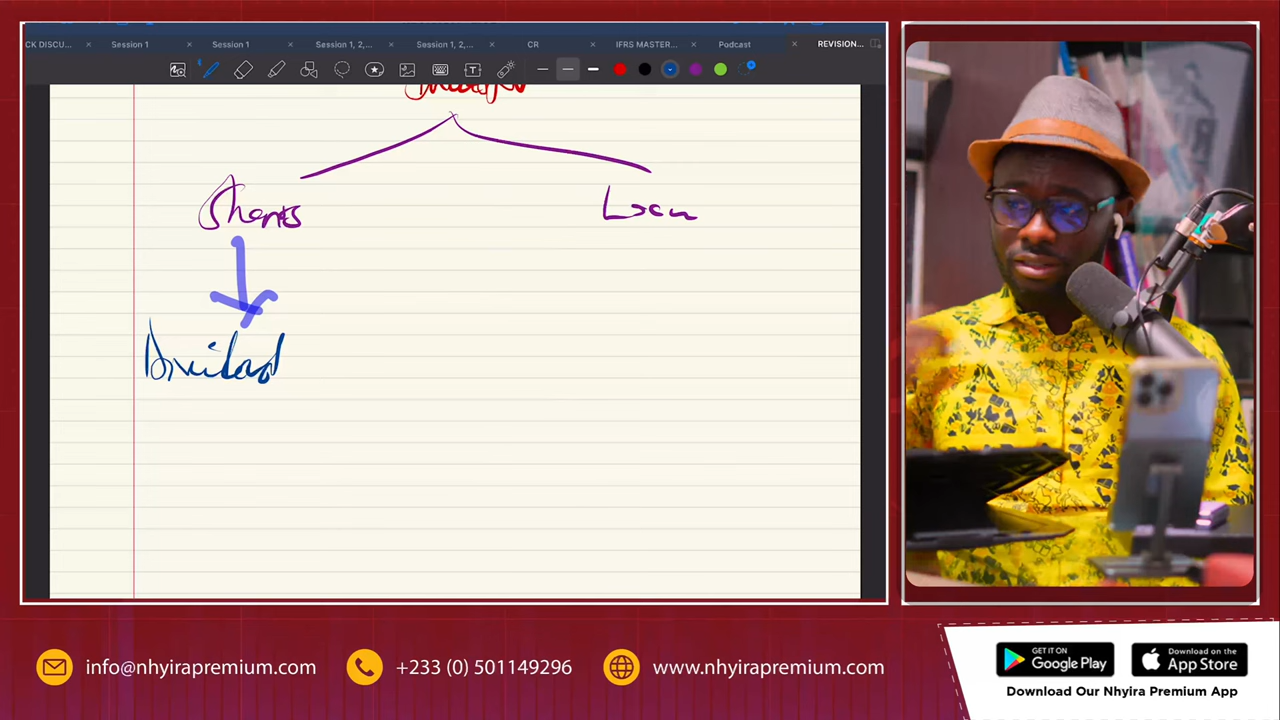 CK DISCU...
Session 1
Session 1
Session 1, 2,...
Session 1, 2,...
CR
IFRS MASTER...
Podcast
REVISION...
Shares
Loan
Dividend
info@nhyirapremium.com
+233 (0) 501149296
www.nhyirapremium.com
GET IT ON
Google Play
Download on the
App Store
Download Our Nhyira Premium App